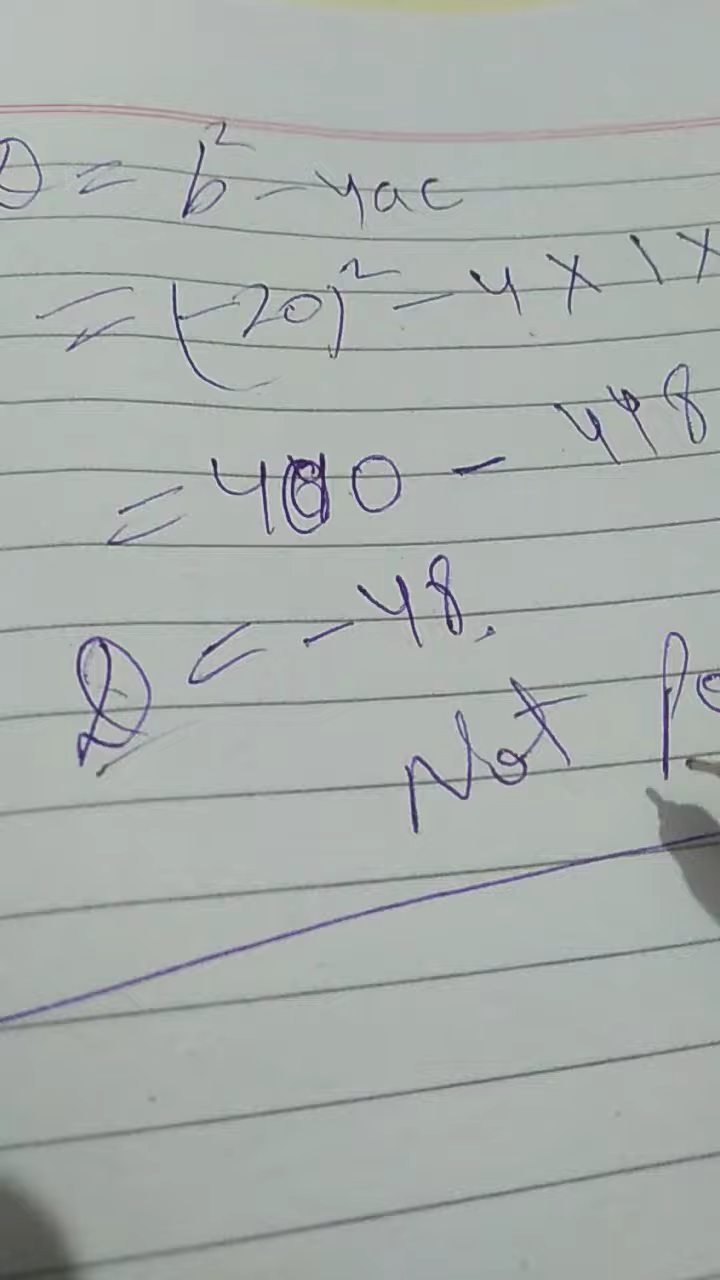 D = b² - 4ac
= (-20)² - 4 × 1 ×
= 400 - 448
D = -48.
Not